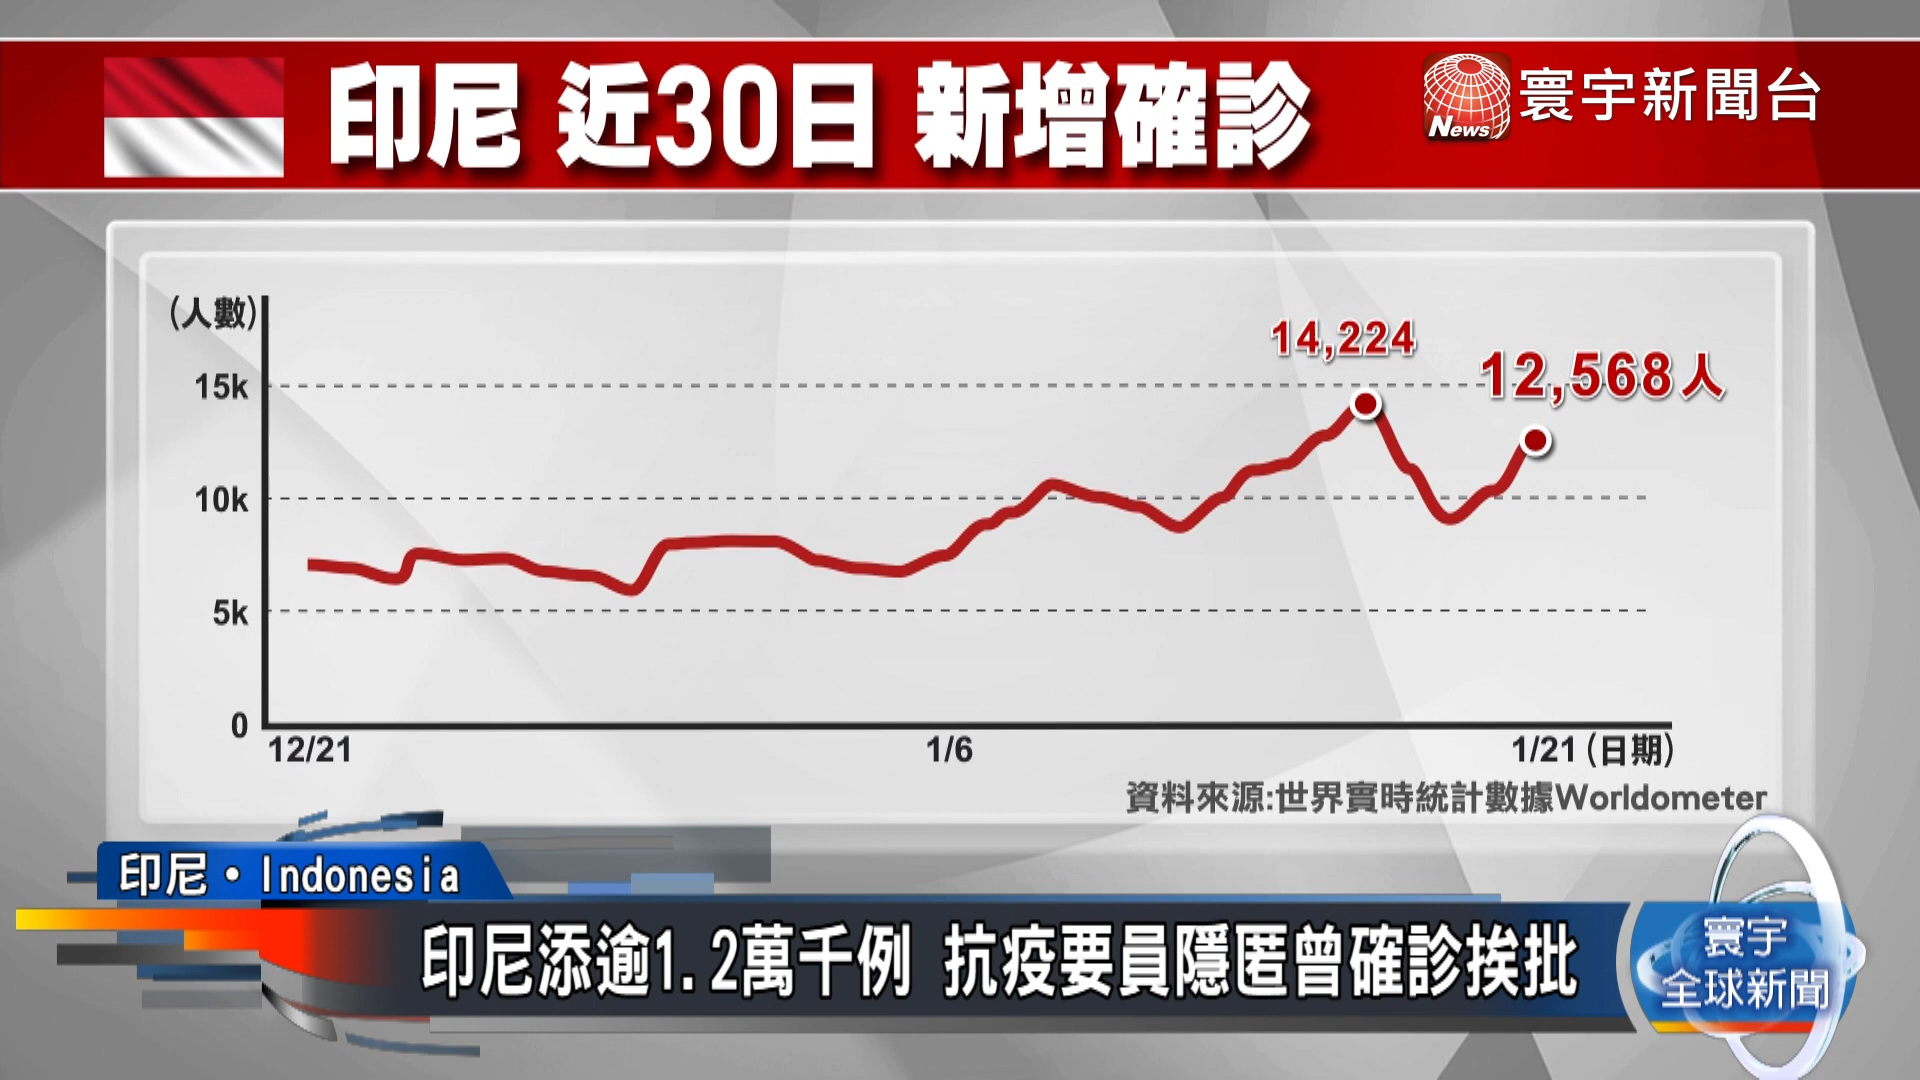 印尼 近30日 新增確診
News 寰宇新聞台
(人數)
14,224
12,568人
15k
10k
5k
0
12/21 1/6 1/21 (日期)
資料來源:世界實時統計數據Worldometer
印尼·Indonesia
印尼添逾1.2萬千例 抗疫要員隱匿曾確診挨批
寰宇
全球新聞